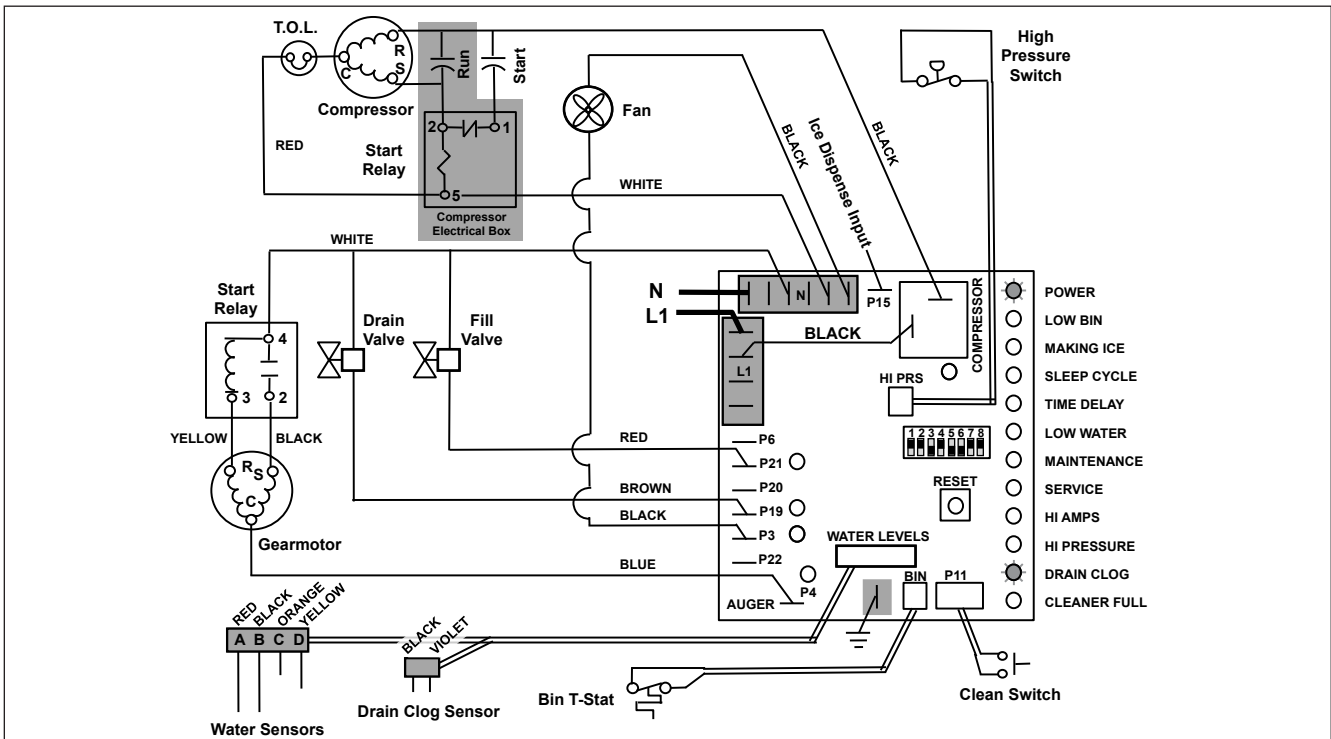 T.O.L.
R
S
C
Compressor
Run
Start
2
1
5
Start
Relay
Compressor
Electrical Box
RED
WHITE
Fan
BLACK
Ice Dispense Input
BLACK
High
Pressure
Switch
WHITE
Start
Relay
4
3
2
YELLOW
BLACK
R
S
C
Gearmotor
Drain
Valve
Fill
Valve
N
L1
N
P15
COMPRESSOR
BLACK
L1
HI PRS
1 2 3 4 5 6 7 8
RESET
RED
P6
P21
P20
BROWN
P19
BLACK
P3
P22
BLUE
P4
AUGER
WATER LEVELS
BIN
P11
POWER
LOW BIN
MAKING ICE
SLEEP CYCLE
TIME DELAY
LOW WATER
MAINTENANCE
SERVICE
HI AMPS
HI PRESSURE
DRAIN CLOG
CLEANER FULL
RED
BLACK
ORANGE
YELLOW
A B C D
Water Sensors
BLACK
VIOLET
Drain Clog Sensor
Bin T-Stat
Clean Switch